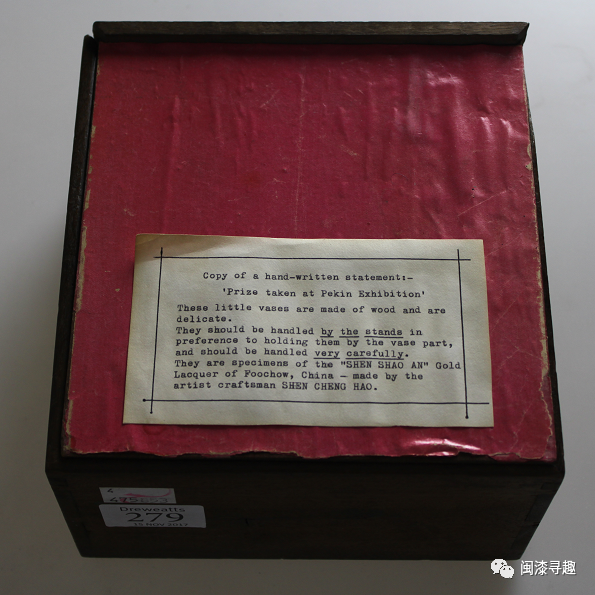 Copy of a hand-written statement:-
'Prize taken at Pekin Exhibition'
These little vases are made of wood and are
delicate.
They should be handled by the stands in
preference to holding them by the vase part,
and should be handled very carefully.
They are specimens of the "SHEN SHAO AN" Gold
Lacquer of Foochow, China - made by the
artist craftsman SHEN CHENG HAO.
Dreweatts
279
闽漆寻趣